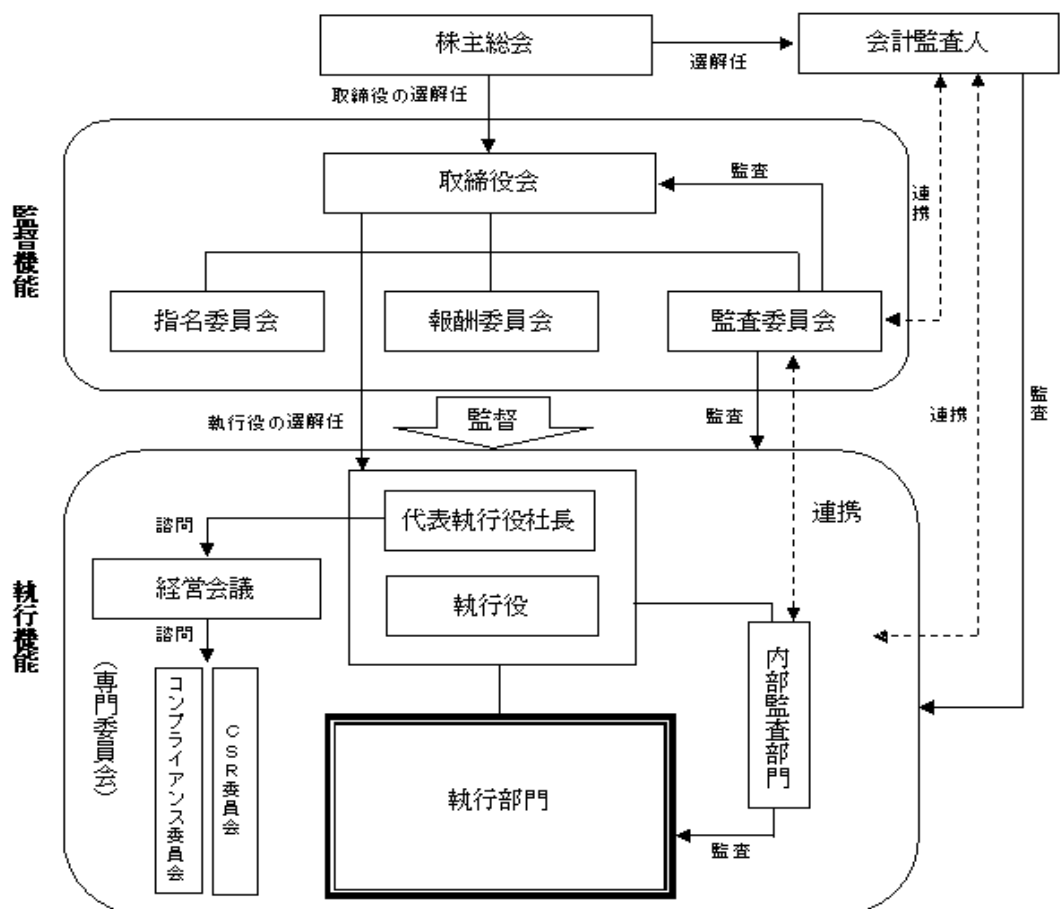 株主総会
会計監査人
選解任
取締役の選解任
監督機能
取締役会
監査
連携
指名委員会
報酬委員会
監査委員会
執行役の選解任
監督
監査
連携
監査
執行機能
代表執行役社長
諮問
連携
経営会議
執行役
諮問
(専門委員会)
コンプライアンス委員会
CSR委員会
内部監査部門
執行部門
監査